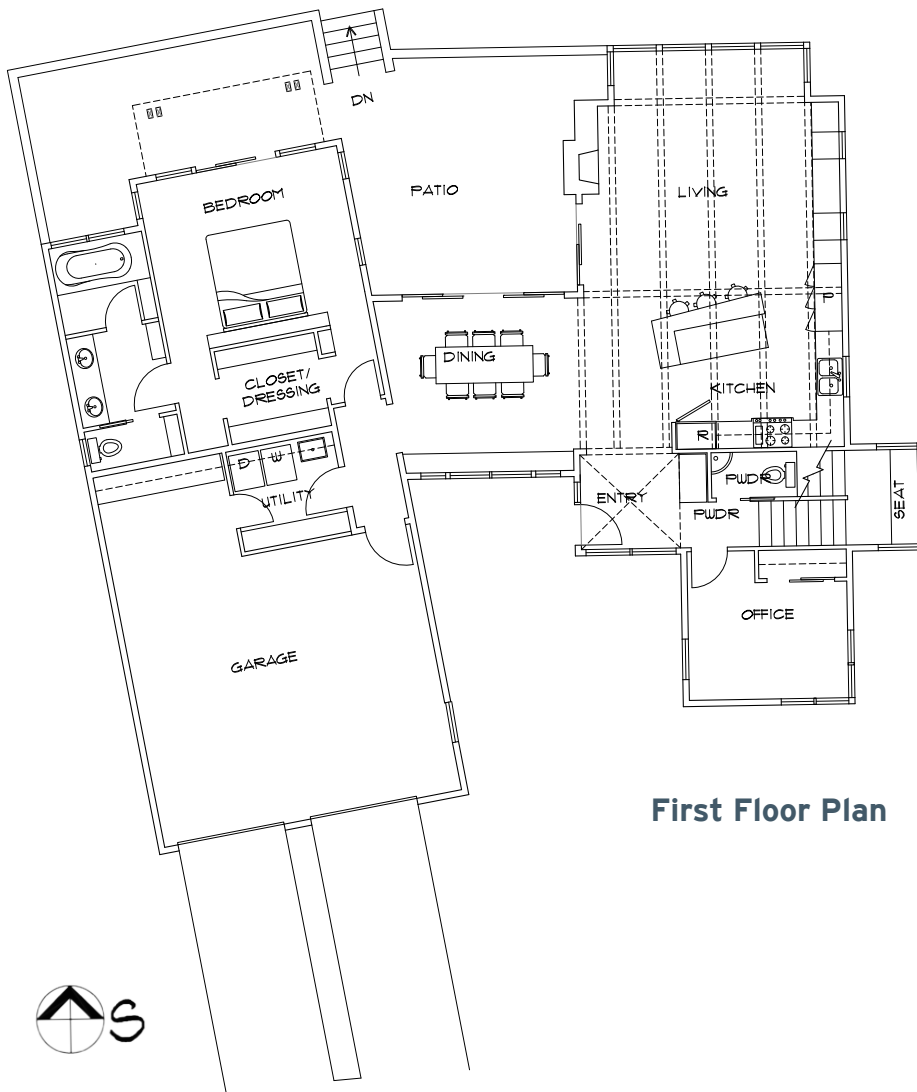 DN
BEDROOM
PATIO
LIVING
DINING
CLOSET/
DRESSING
KITCHEN
R
D W
UTILITY
ENTRY
PWDR
PWDR
SEAT
OFFICE
GARAGE
First Floor Plan
S